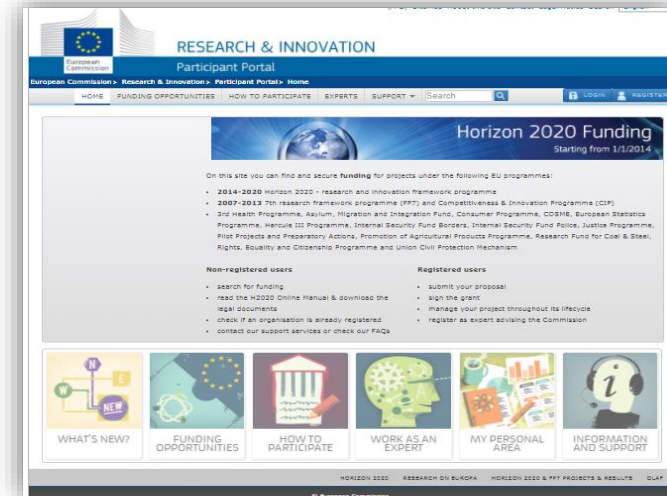 RESEARCH & INNOVATION
European
Commission
Participant Portal
European Commission > Research & Innovation > Participant Portal > Home
HOME FUNDING OPPORTUNITIES HOW TO PARTICIPATE EXPERTS SUPPORT Search LOGIN REGISTER
Horizon 2020 Funding
Starting from 1/1/2014
On this site you can find and secure funding for projects under the following EU programmes:
• 2014-2020 Horizon 2020 - research and innovation framework programme
• 2007-2013 7th research framework programme (FP7) and Competitiveness & Innovation Programme (CIP)
• 3rd Health Programme, Asylum, Migration and Integration Fund, Consumer Programme, COSME, European Statistics
Programme, Hercule III Programme, Internal Security Fund Borders, Internal Security Fund Police, Justice Programme,
Pilot Projects and Preparatory Actions, Promotion of Agricultural Products Programme, Research Fund for Coal & Steel,
Rights, Equality and Citizenship Programme and Union Civil Protection Mechanism
Non-registered users
• search for funding
• read the H2020 Online Manual & download the
legal documents
• check if an organisation is already registered
• contact our support services or check our FAQs
Registered users
• submit your proposal
• sign the grant
• manage your project throughout its lifecycle
• register as expert advising the Commission
N
W
E
NEW
i
WHAT'S NEW?
FUNDING
OPPORTUNITIES
HOW TO
PARTICIPATE
WORK AS AN
EXPERT
MY PERSONAL
AREA
INFORMATION
AND SUPPORT
HORIZON 2020 RESEARCH ON EUROPA HORIZON 2020 & FP7 PROJECTS & RESULTS OLAF
© European Commission